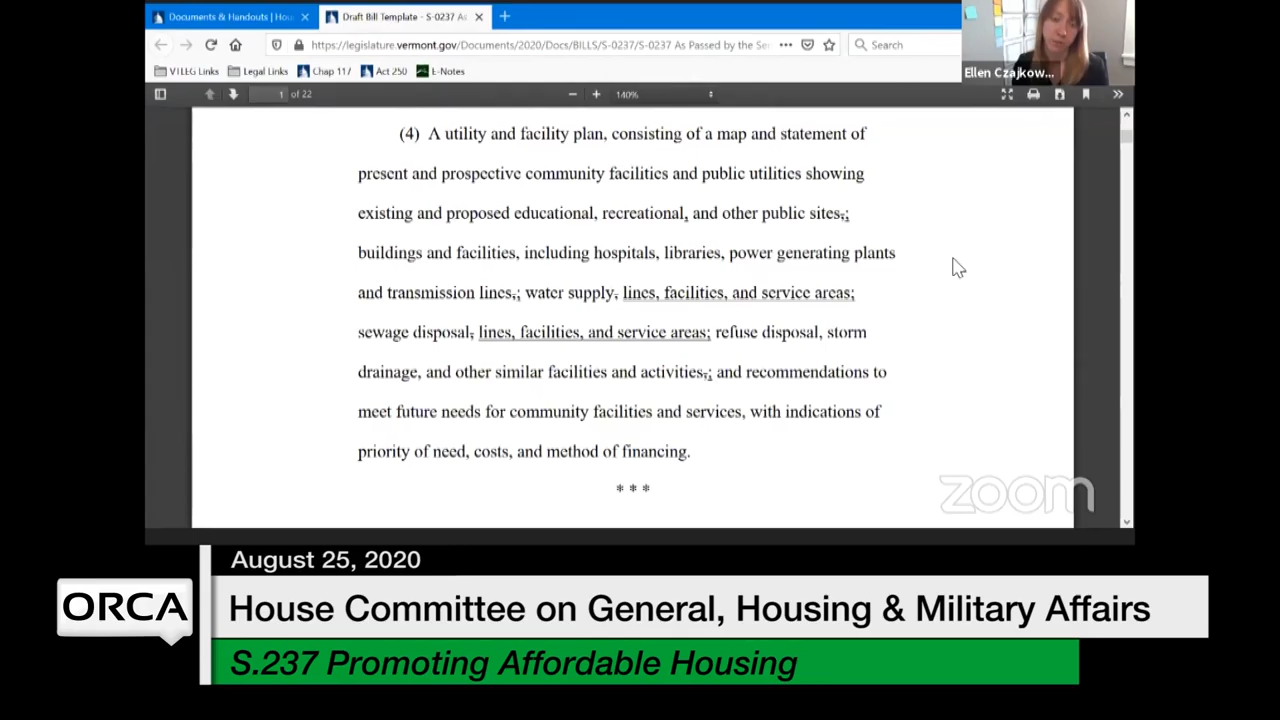 Documents & Handouts | Hou
Draft Bill Template - S-0237 As
https://legislature.vermont.gov/Documents/2020/Docs/BILLS/S-0237/S-0237 As Passed by the Se
Search
Ellen Czajkow...
VTLEG Links Legal Links Chap 117 Act 250 E-Notes
1 of 22
140%
(4) A utility and facility plan, consisting of a map and statement of
present and prospective community facilities and public utilities showing
existing and proposed educational, recreational, and other public sites,;
buildings and facilities, including hospitals, libraries, power generating plants
and transmission lines,; water supply, lines, facilities, and service areas;
sewage disposal, lines, facilities, and service areas; refuse disposal, storm
drainage, and other similar facilities and activities,; and recommendations to
meet future needs for community facilities and services, with indications of
priority of need, costs, and method of financing.
* * *
zoom
August 25, 2020
ORCA
House Committee on General, Housing & Military Affairs
S.237 Promoting Affordable Housing